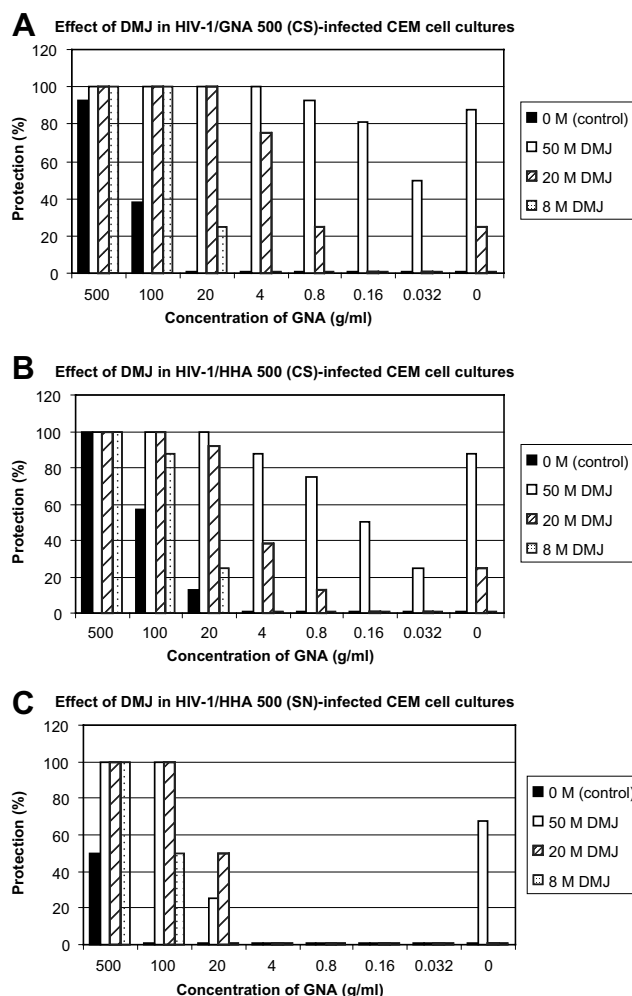 A
Effect of DMJ in HIV-1/GNA 500 (CS)-infected CEM cell cultures
120
100
80
60
40
20
0
Protection (%)
500 100 20 4 0.8 0.16 0.032 0
Concentration of GNA (g/ml)
0 M (control)
50 M DMJ
20 M DMJ
8 M DMJ
B
Effect of DMJ in HIV-1/HHA 500 (CS)-infected CEM cell cultures
120
100
80
60
40
20
0
Protection (%)
500 100 20 4 0.8 0.16 0.032 0
Concentration of GNA (g/ml)
0 M (control)
50 M DMJ
20 M DMJ
8 M DMJ
C
Effect of DMJ in HIV-1/HHA 500 (SN)-infected CEM cell cultures
120
100
80
60
40
20
0
Protection (%)
500 100 20 4 0.8 0.16 0.032 0
Concentration of GNA (g/ml)
0 M (control)
50 M DMJ
20 M DMJ
8 M DMJ